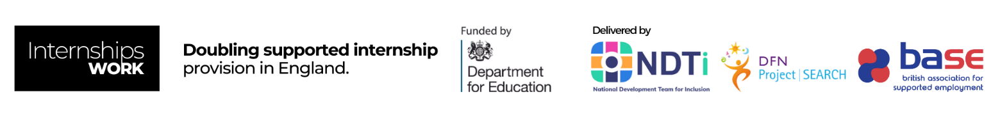 Internships
WORK
Doubling supported internship
provision in England.
Funded by
Department
for Education
Delivered by
NDTi
National Development Team for Inclusion
DFN
Project | SEARCH
base
british association for
supported employment